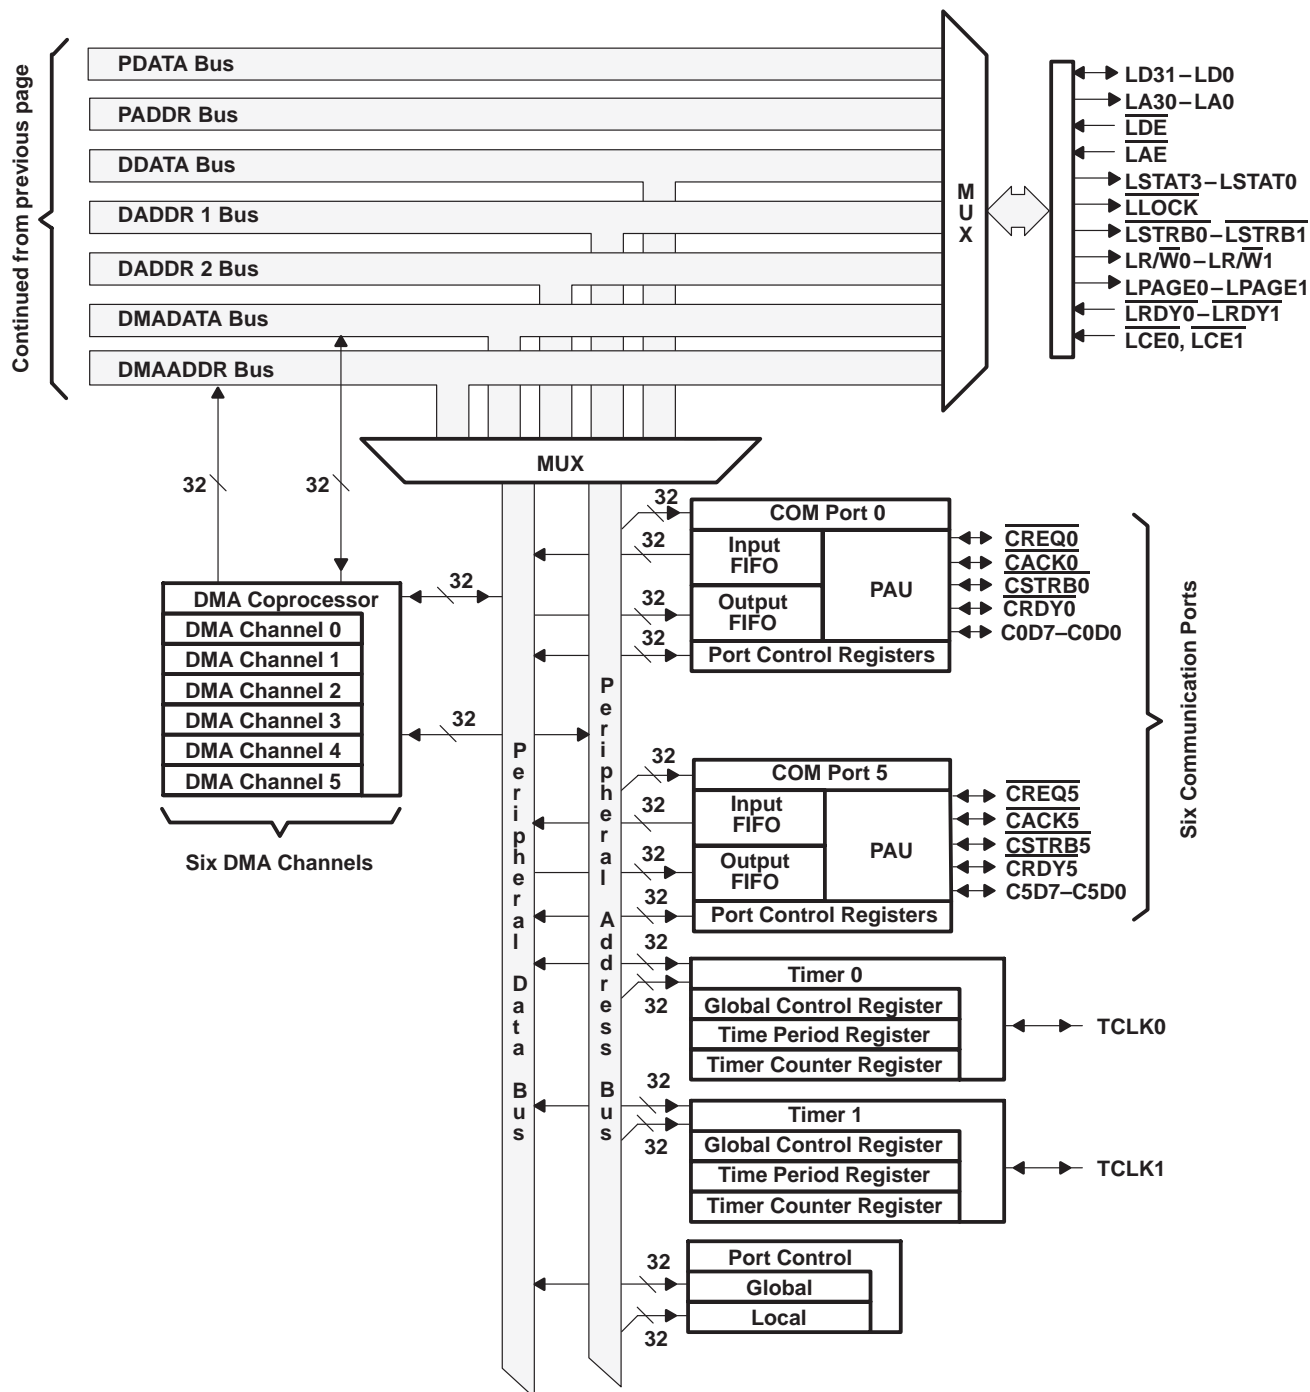 Continued from previous page
PDATA Bus
PADDR Bus
DDATA Bus
DADDR 1 Bus
DADDR 2 Bus
DMADATA Bus
DMAADDR Bus
MUX
LD31–LD0
LA30–LA0
LDE
LAE
LSTAT3–LSTAT0
LLOCK
LSTRB0–LSTRB1
LR/W0–LR/W1
LPAGE0–LPAGE1
LRDY0–LRDY1
LCE0, LCE1
MUX
32
32
32
32
DMA Coprocessor
DMA Channel 0
DMA Channel 1
DMA Channel 2
DMA Channel 3
DMA Channel 4
DMA Channel 5
Six DMA Channels
Peripheral Data Bus
Peripheral Address Bus
32
32
32
32
COM Port 0
Input
FIFO
Output
FIFO
PAU
Port Control Registers
CREQ0
CACK0
CSTRB0
CRDY0
C0D7–C0D0
32
32
32
32
COM Port 5
Input
FIFO
Output
FIFO
PAU
Port Control Registers
CREQ5
CACK5
CSTRB5
CRDY5
C5D7–C5D0
Six Communication Ports
32
32
Timer 0
Global Control Register
Time Period Register
Timer Counter Register
TCLK0
32
32
Timer 1
Global Control Register
Time Period Register
Timer Counter Register
TCLK1
32
32
Port Control
Global
Local